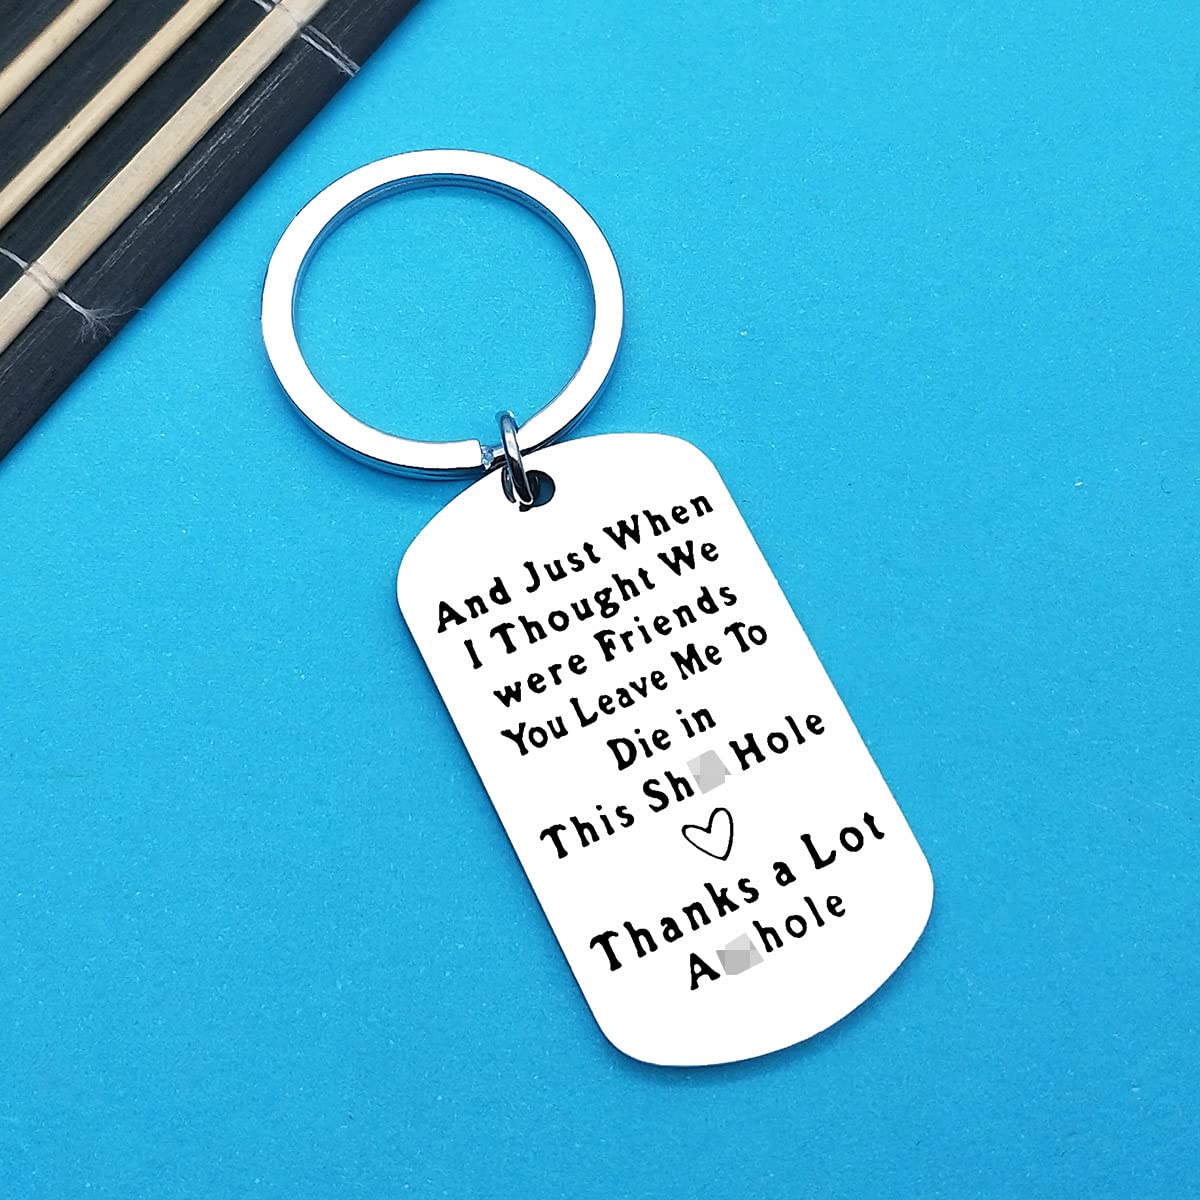 And Just When
I Thought We
were Friends
You Leave Me To
Die in
This Sh Hole
Thanks a Lot
A hole